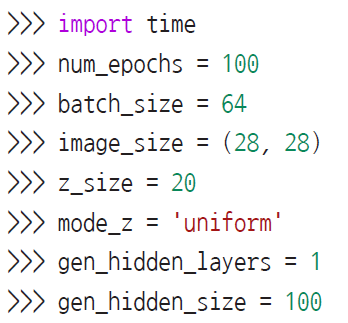 >>> import time
>>> num_epochs = 100
>>> batch_size = 64
>>> image_size = (28, 28)
>>> z_size = 20
>>> mode_z = 'uniform'
>>> gen_hidden_layers = 1
>>> gen_hidden_size = 100